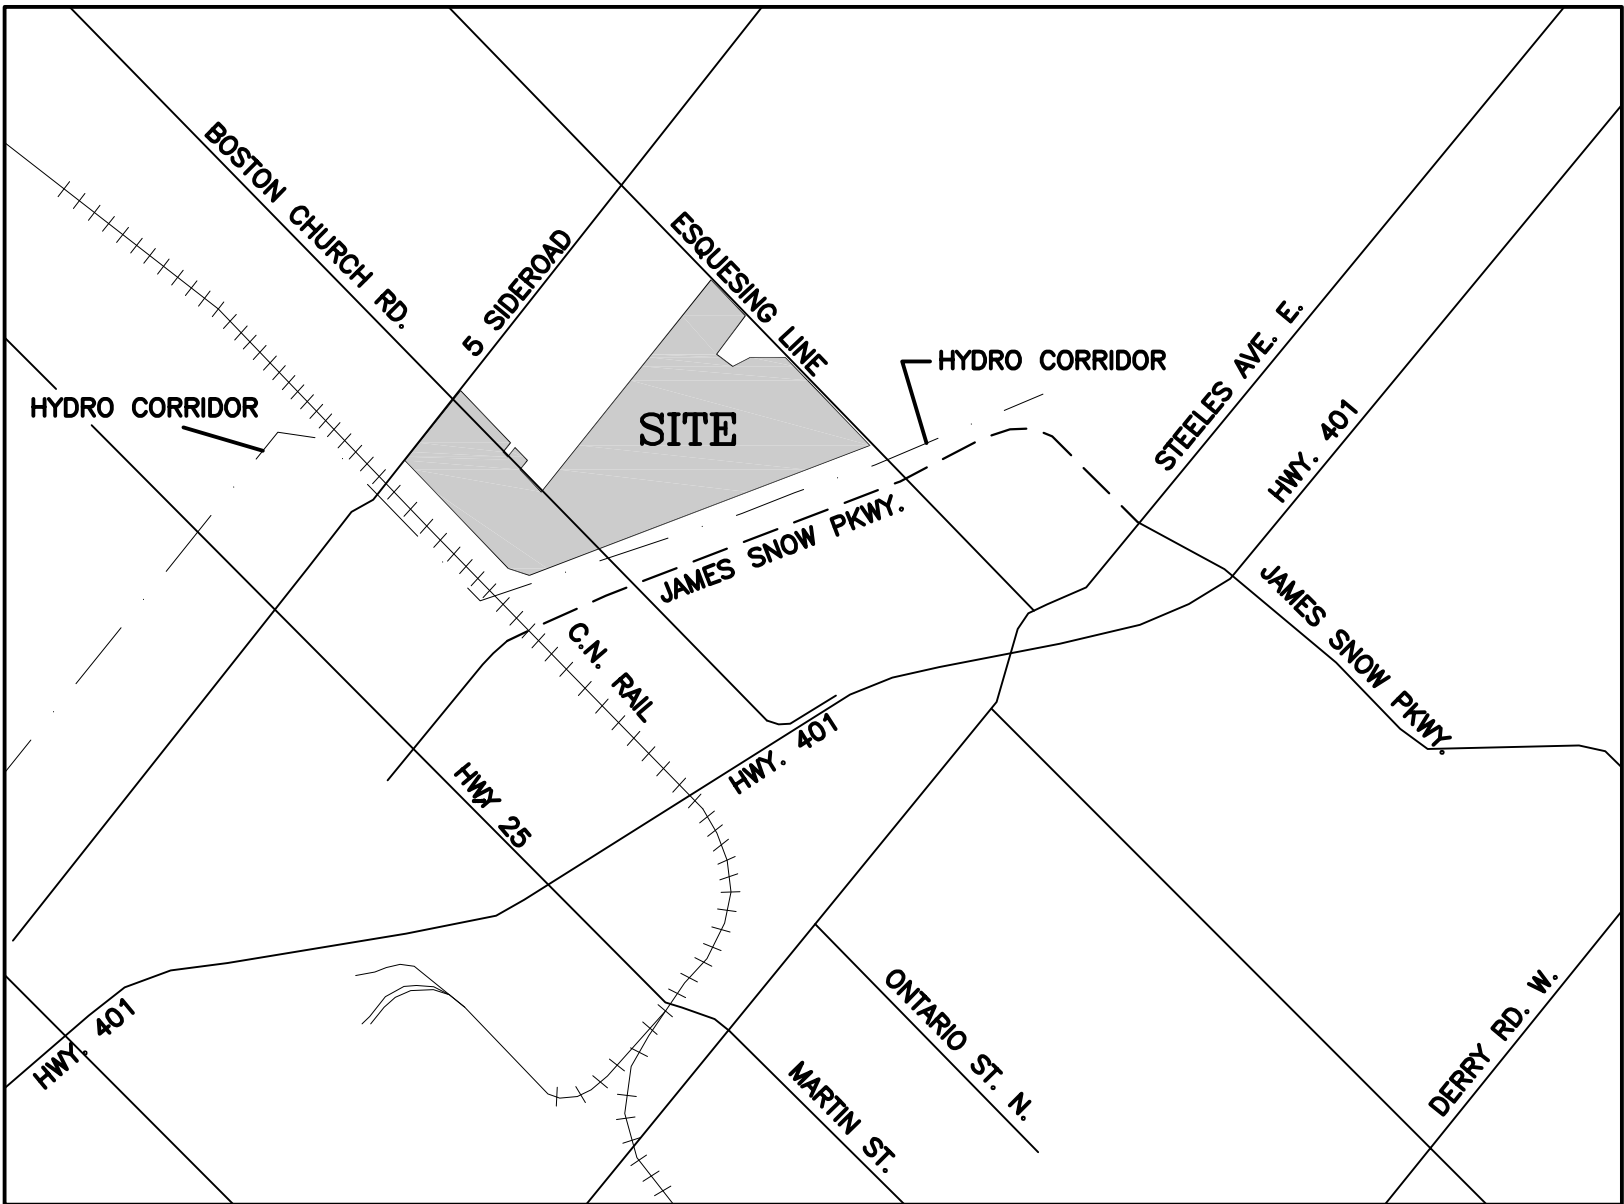 BOSTON CHURCH RD.
5 SIDEROAD
ESQUESING LINE
HYDRO CORRIDOR
HYDRO CORRIDOR
SITE
STEELES AVE. E.
HWY. 401
JAMES SNOW PKWY.
JAMES SNOW PKWY.
C.N. RAIL
HWY. 401
HWY 25
HWY. 401
ONTARIO ST. N.
MARTIN ST.
DERRY RD. W.